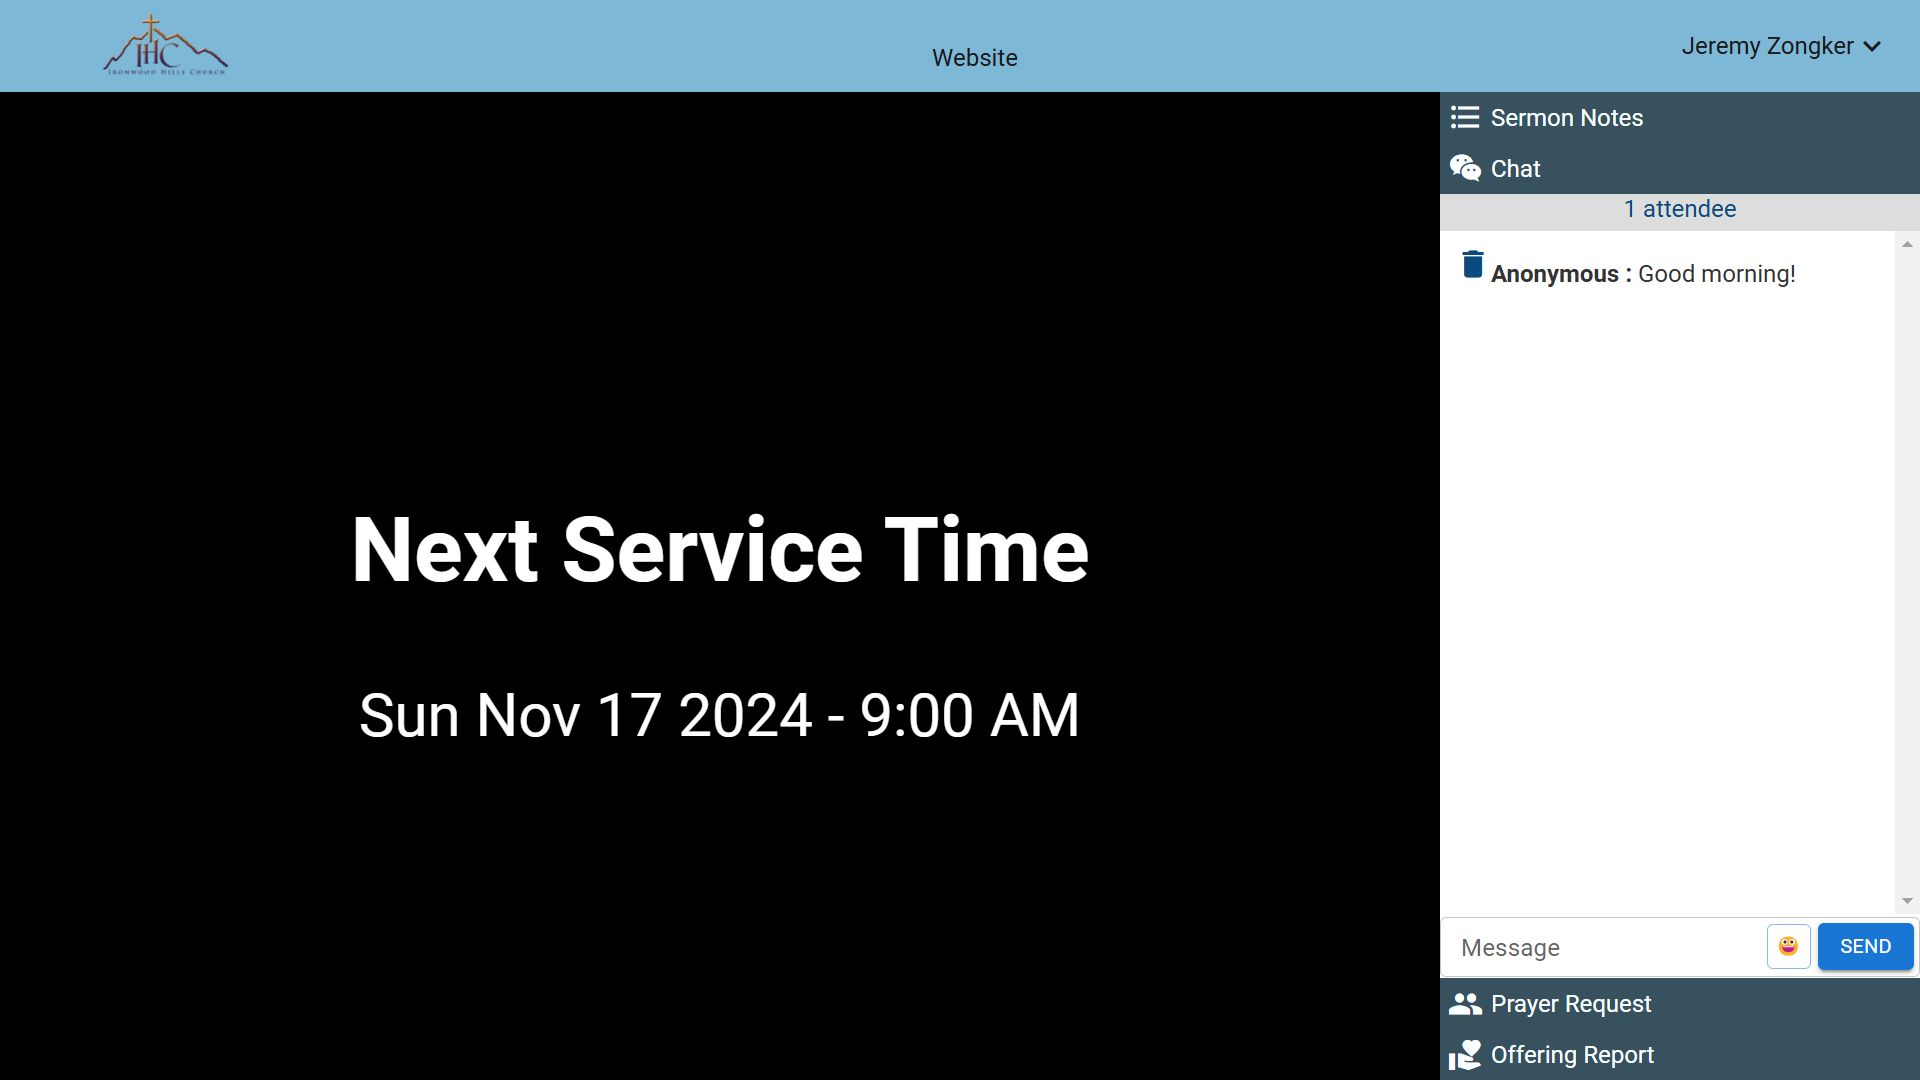 IHC
Ironwood Hills Church
Website
Jeremy Zongker
Sermon Notes
Chat
1 attendee
Anonymous : Good morning!
Next Service Time
Sun Nov 17 2024 - 9:00 AM
Message
SEND
Prayer Request
Offering Report